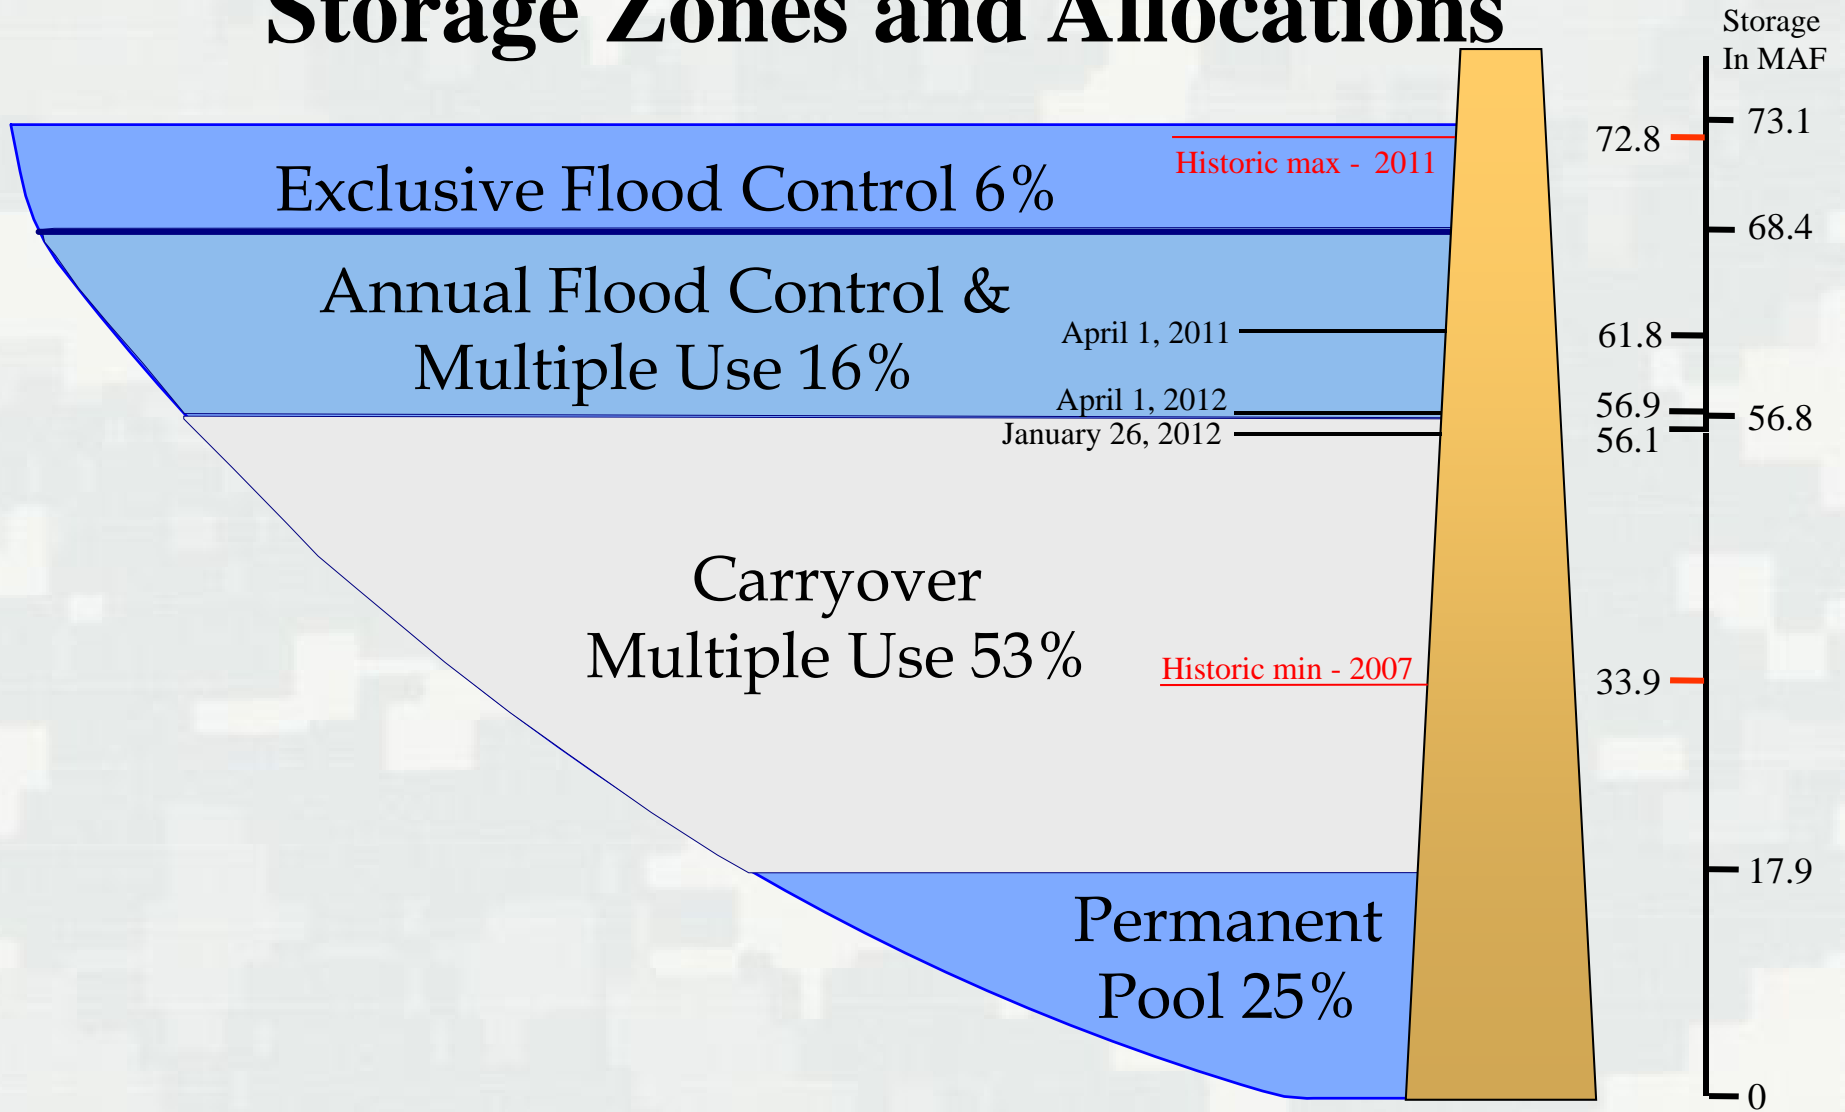 Storage Zones and Allocations
Storage
In MAF
73.1
72.8
Historic max - 2011
Exclusive Flood Control 6%
68.4
Annual Flood Control &
Multiple Use 16%
April 1, 2011
61.8
April 1, 2012
56.9
56.8
January 26, 2012
56.1
Carryover
Multiple Use 53%
Historic min - 2007
33.9
17.9
Permanent
Pool 25%
0